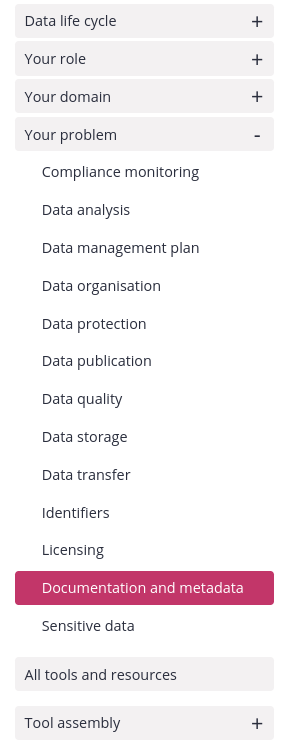 Data life cycle +
Your role +
Your domain +
Your problem -
Compliance monitoring
Data analysis
Data management plan
Data organisation
Data protection
Data publication
Data quality
Data storage
Data transfer
Identifiers
Licensing
Documentation and metadata
Sensitive data
All tools and resources
Tool assembly +